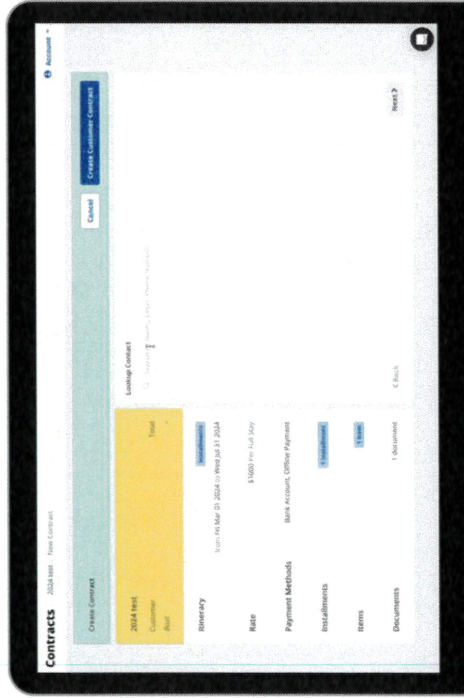 Contracts 2024 test New Contract
Account
Create Contract
Cancel
Create Customer Contract
2024 test
Customer
Total
Boat
Itinerary
Installments
from Fri Mar 01 2024 to Wed Jul 31 2024
Rate
$1000 Per Full Stay
Payment Methods
Bank Account, Offline Payment
Installments
1 Installment
Items
1 Item
Documents
1 document
Lookup Contact
Back
Next